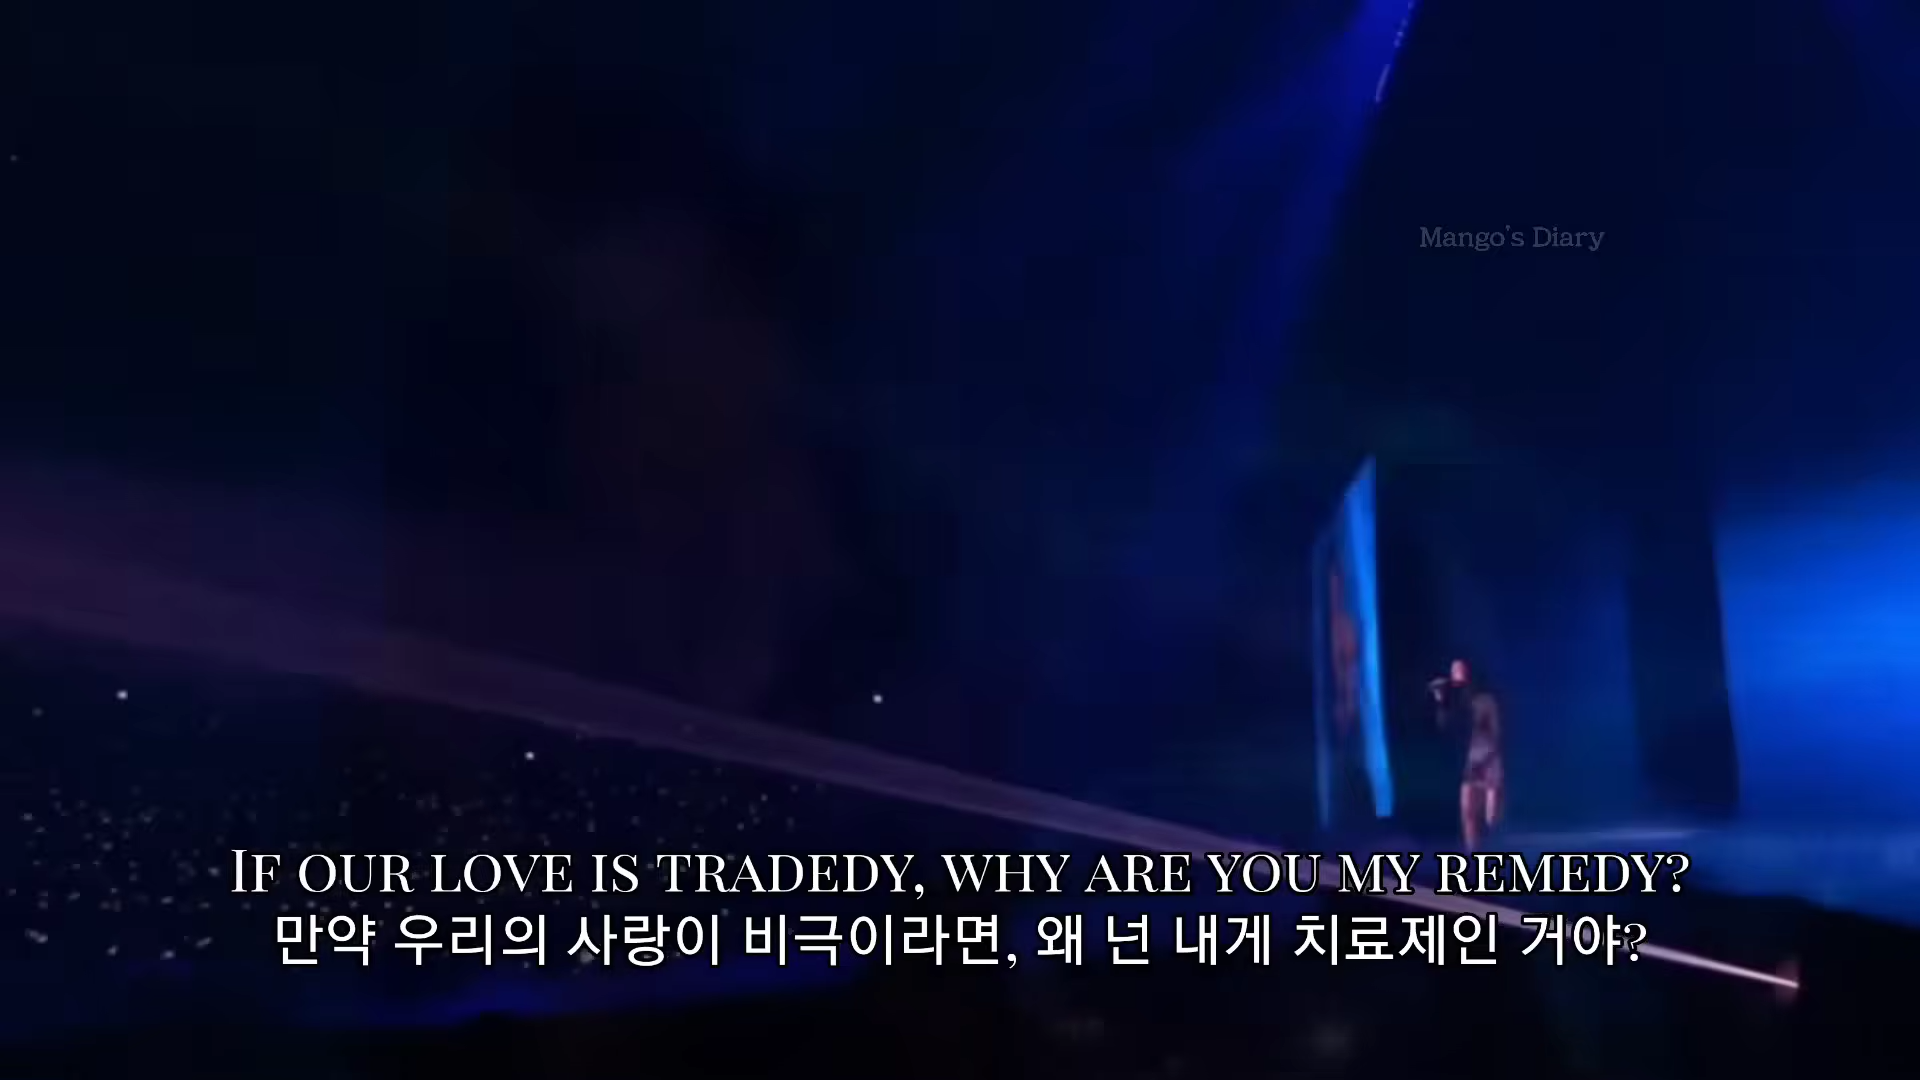 Mango's Diary
If our love is tradedy, why are you my remedy?
만약 우리의 사랑이 비극이라면, 왜 넌 내게 치료제인 거야?